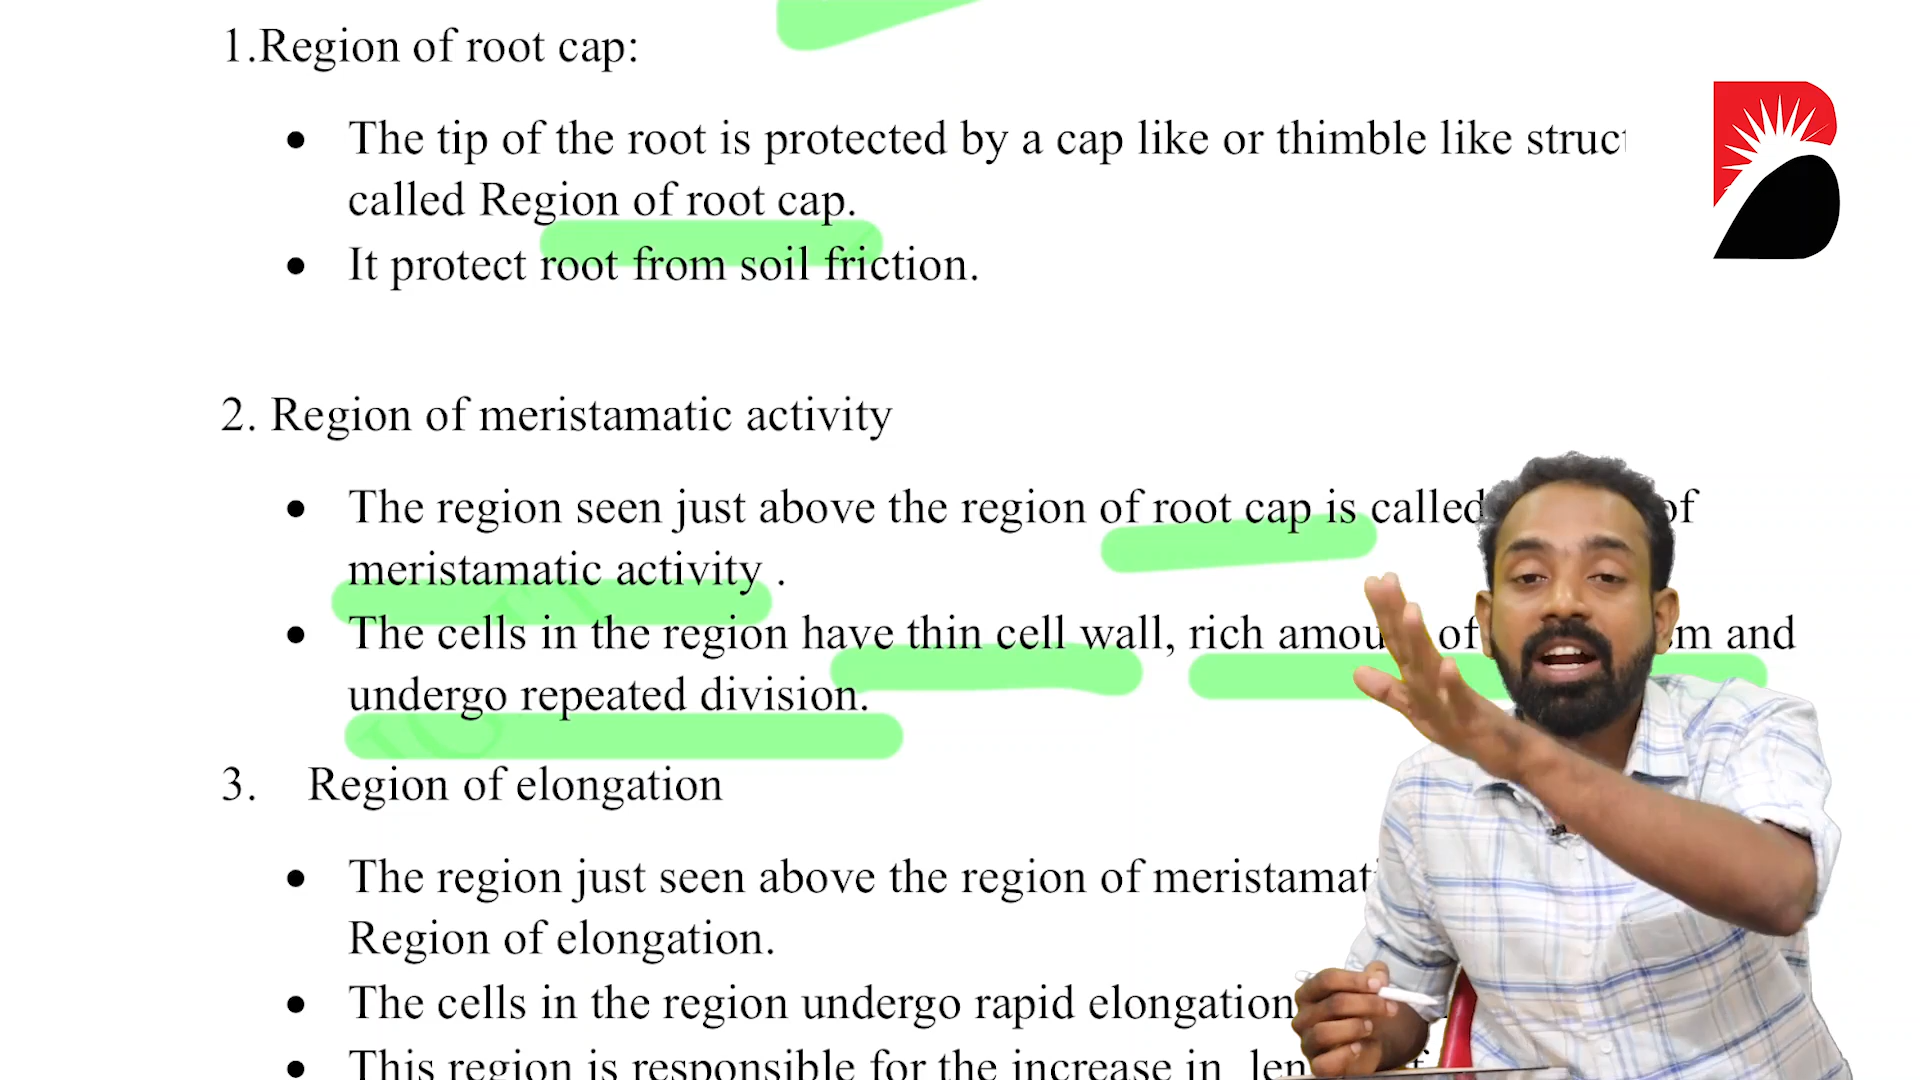 1.Region of root cap:
• The tip of the root is protected by a cap like or thimble like struct
called Region of root cap.
• It protect root from soil friction.
2. Region of meristamatic activity
• The region seen just above the region of root cap is called of
meristamatic activity .
• The cells in the region have thin cell wall, rich of and
undergo repeated division.
3. Region of elongation
• The region just seen above the region of
Region of elongation.
• The cells in the region undergo rapid elongation
• This region is responsible for the increase in